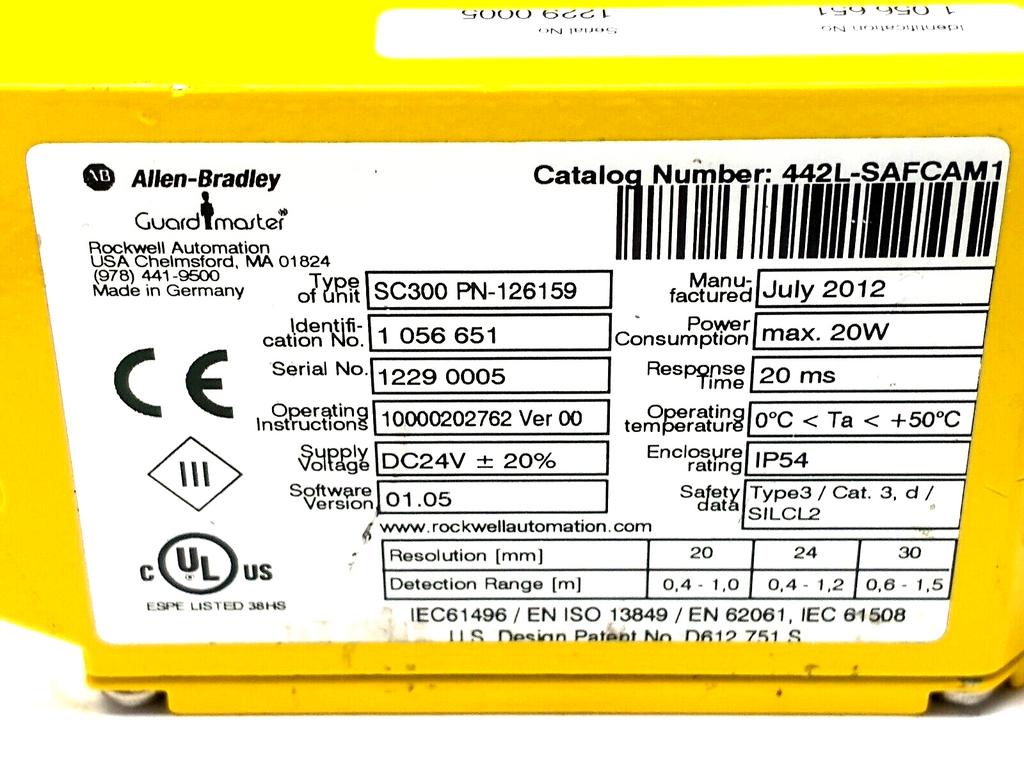 1229 0005 1 056 651
Serial No Identification No
AB Allen-Bradley
Guardmaster®
Catalog Number: 442L-SAFCAM1
Rockwell Automation
USA Chelmsford, MA 01824
(978) 441-9500
Made in Germany
Type of unit SC300 PN-126159
Identifi-
cation No. 1 056 651
Serial No. 1229 0005
Operating
Instructions 10000202762 Ver 00
Supply
Voltage DC24V ± 20%
Software
Version 01.05
Manu-
factured July 2012
Power
Consumption max. 20W
Response
Time 20 ms
Operating
temperature 0°C < Ta < +50°C
Enclosure
rating IP54
Safety
data Type3 / Cat. 3, d /
SILCL2
III
C UL US
ESPE LISTED 38HS
www.rockwellautomation.com
Resolution [mm] 20 24 30
Detection Range [m] 0,4 - 1,0 0,4 - 1,2 0,6 - 1,5
IEC61496 / EN ISO 13849 / EN 62061, IEC 61508
U.S. Design Patent No. D612,751 S